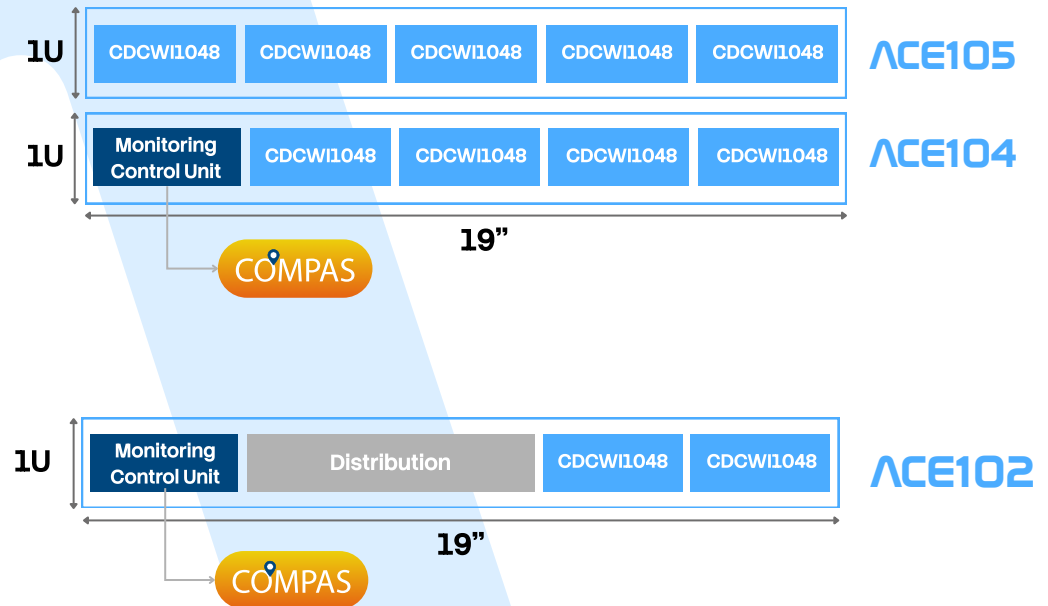 1U
CDCWI1048 CDCWI1048 CDCWI1048 CDCWI1048 CDCWI1048
ACE105
1U
Monitoring
Control Unit
CDCWI1048 CDCWI1048 CDCWI1048 CDCWI1048
ACE104
19”
COMPAS
1U
Monitoring
Control Unit
Distribution
CDCWI1048 CDCWI1048
ACE102
19”
COMPAS